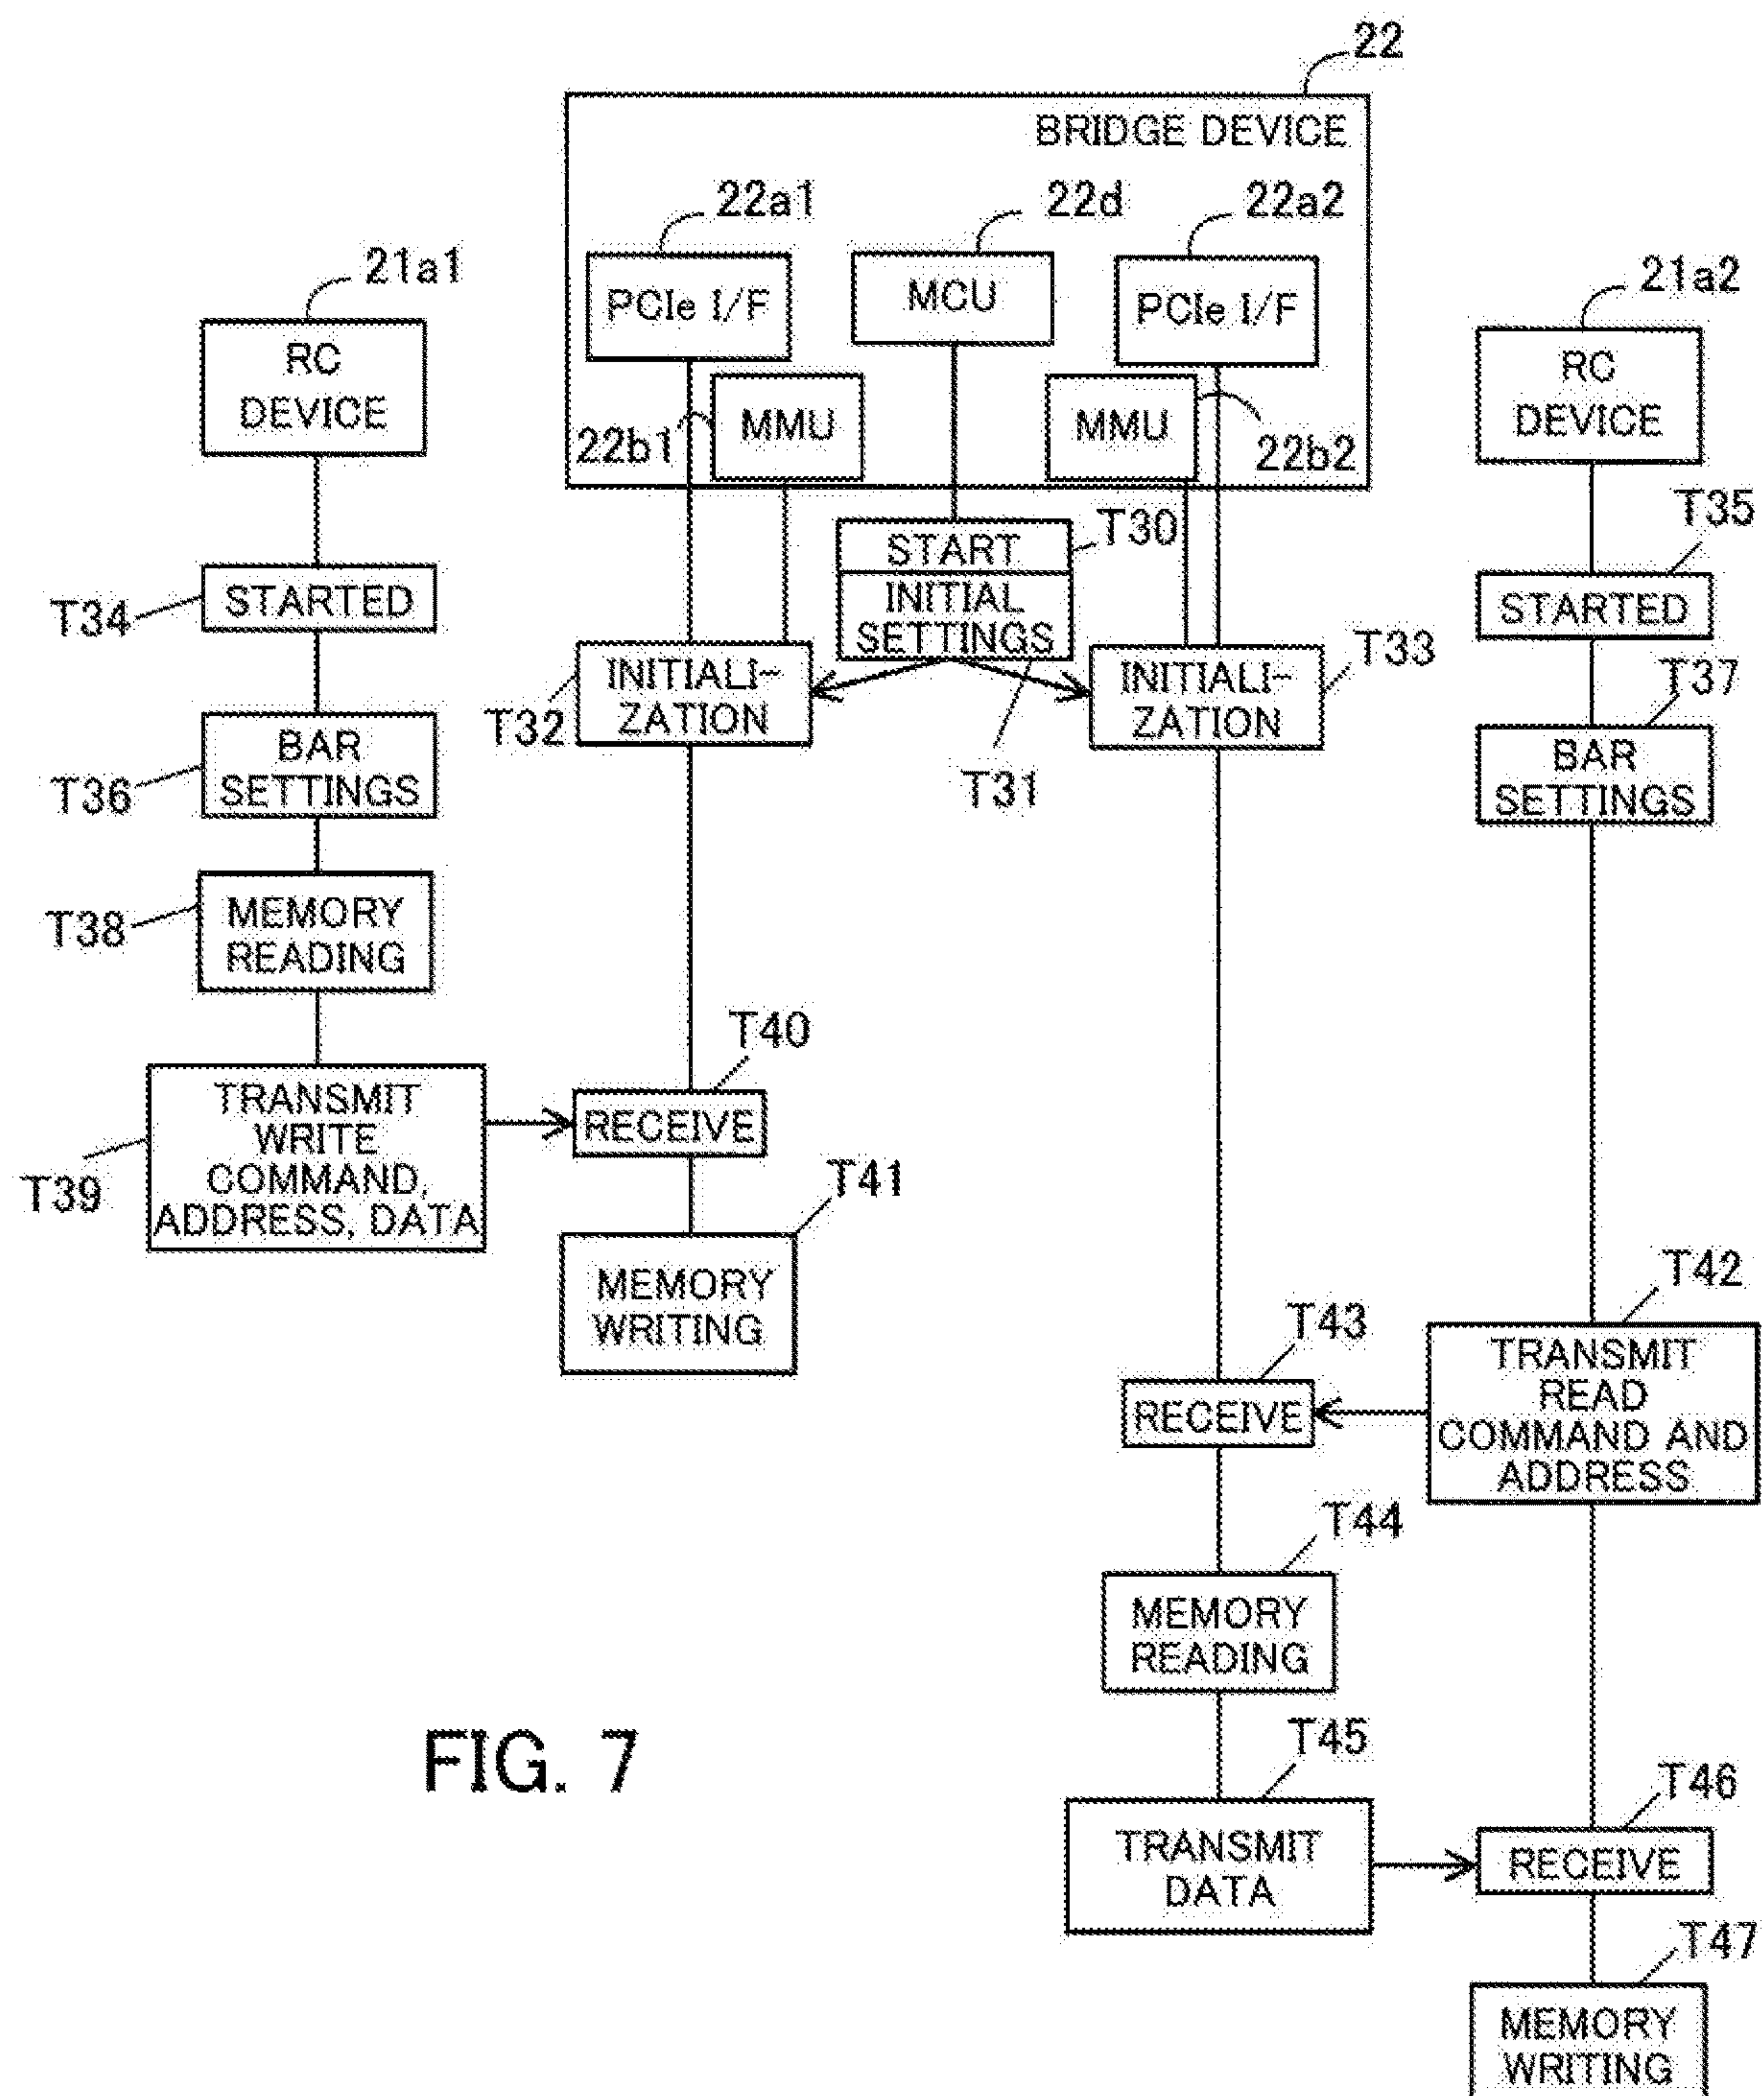 22
BRIDGE DEVICE
22a1
22d
22a2
21a1
21a2
PCIe I/F
MCU
PCIe I/F
RC
DEVICE
RC
DEVICE
22b1
MMU
MMU
22b2
T30
START
T35
T34
STARTED
INITIAL
SETTINGS
STARTED
T32
INITIALI-
ZATION
INITIALI-
ZATION
T33
T31
T37
T36
BAR
SETTINGS
BAR
SETTINGS
T38
MEMORY
READING
T40
T39
TRANSMIT
WRITE
COMMAND,
ADDRESS, DATA
RECEIVE
T41
MEMORY
WRITING
T42
T43
TRANSMIT
READ
COMMAND AND
ADDRESS
RECEIVE
T44
MEMORY
READING
FIG. 7
T45
T46
TRANSMIT
DATA
RECEIVE
T47
MEMORY
WRITING